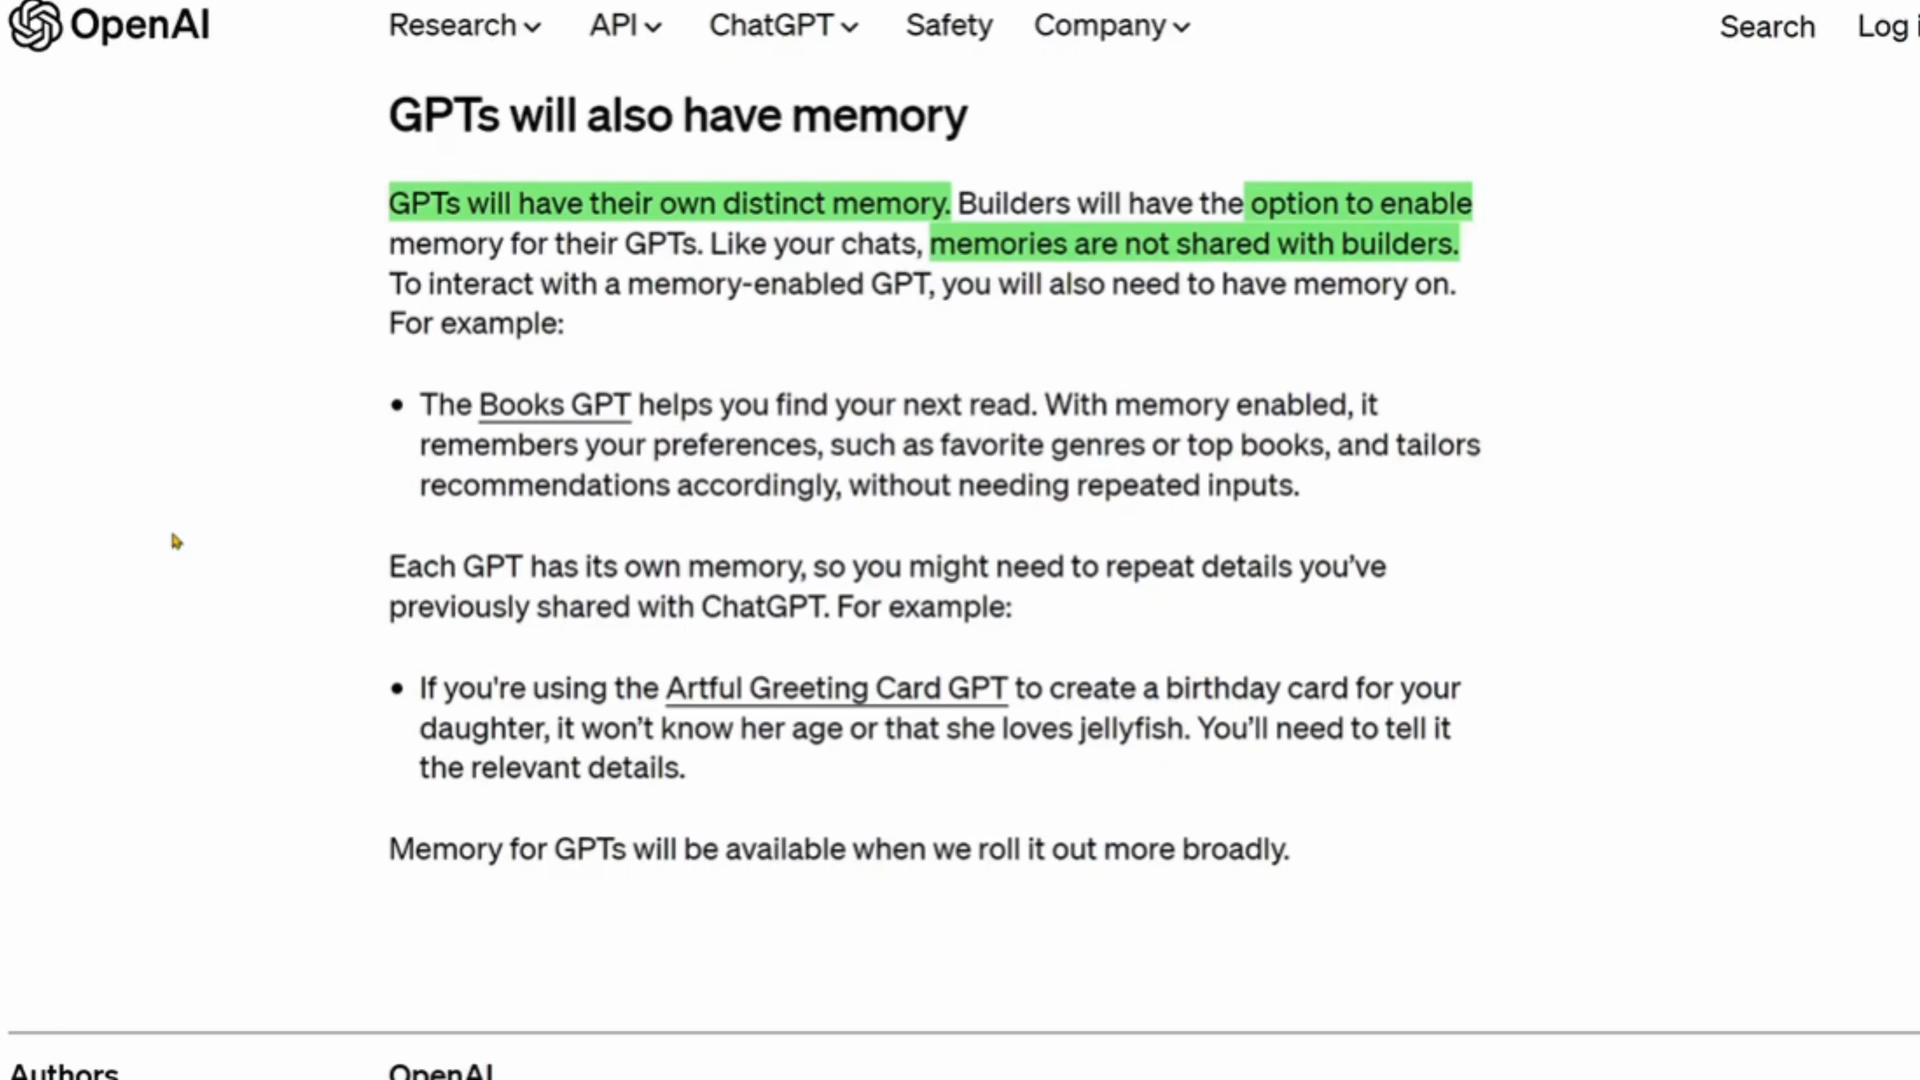 OpenAI
Research API ChatGPT Safety Company Search Log
GPTs will also have memory
GPTs will have their own distinct memory. Builders will have the option to enable
memory for their GPTs. Like your chats, memories are not shared with builders.
To interact with a memory-enabled GPT, you will also need to have memory on.
For example:
• The Books GPT helps you find your next read. With memory enabled, it
remembers your preferences, such as favorite genres or top books, and tailors
recommendations accordingly, without needing repeated inputs.
Each GPT has its own memory, so you might need to repeat details you’ve
previously shared with ChatGPT. For example:
• If you're using the Artful Greeting Card GPT to create a birthday card for your
daughter, it won’t know her age or that she loves jellyfish. You’ll need to tell it
the relevant details.
Memory for GPTs will be available when we roll it out more broadly.
Authors OpenAI